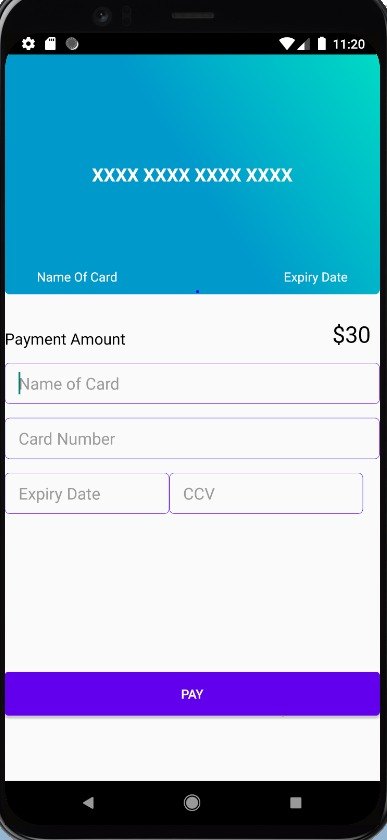 11:20
XXXX XXXX XXXX XXXX
Name Of Card Expiry Date
Payment Amount $30
Name of Card
Card Number
Expiry Date CCV
PAY